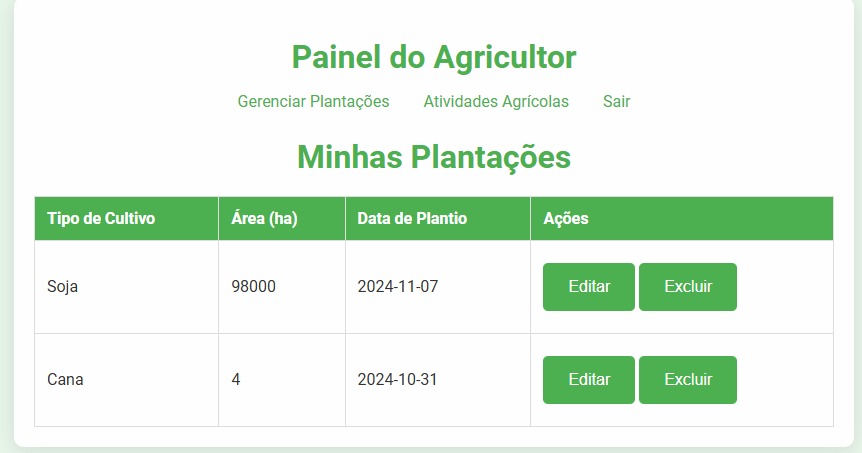 Painel do Agricultor
Gerenciar Plantações Atividades Agrícolas Sair
Minhas Plantações
Tipo de Cultivo Área (ha) Data de Plantio Ações
Soja 98000 2024-11-07 Editar Excluir
Cana 4 2024-10-31 Editar Excluir